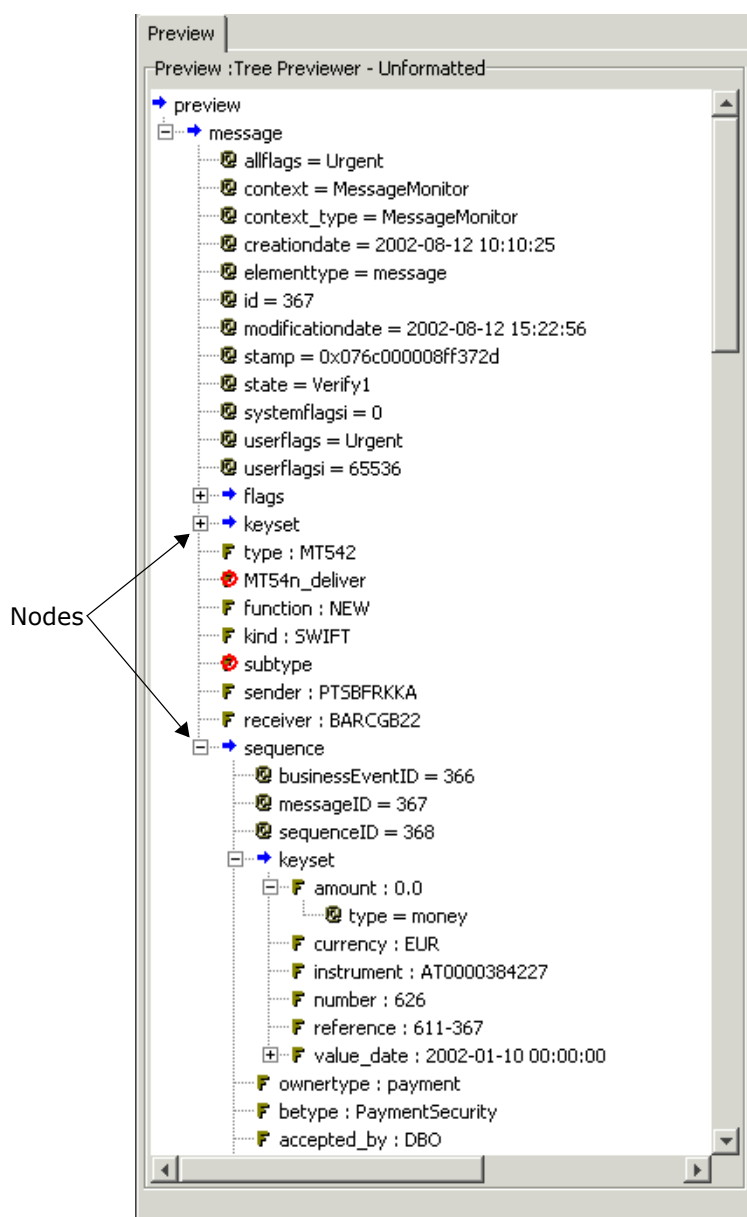 Preview
Preview :Tree Previewer - Unformatted
preview
message
allflags = Urgent
context = MessageMonitor
context_type = MessageMonitor
creationdate = 2002-08-12 10:10:25
elementtype = message
id = 367
modificationdate = 2002-08-12 15:22:56
stamp = 0x076c000008ff372d
state = Verify1
systemflagsi = 0
userflags = Urgent
userflagsi = 65536
flags
keyset
F type : MT542
MT54n_deliver
F function : NEW
Nodes
F kind : SWIFT
subtype
F sender : PTSBFRKKA
F receiver : BARCGB22
sequence
businessEventID = 366
messageID = 367
sequenceID = 368
keyset
F amount : 0.0
type = money
F currency : EUR
F instrument : AT0000384227
F number : 626
F reference : 611-367
F value_date : 2002-01-10 00:00:00
F ownertype : payment
F betype : PaymentSecurity
F accepted_by : DBO